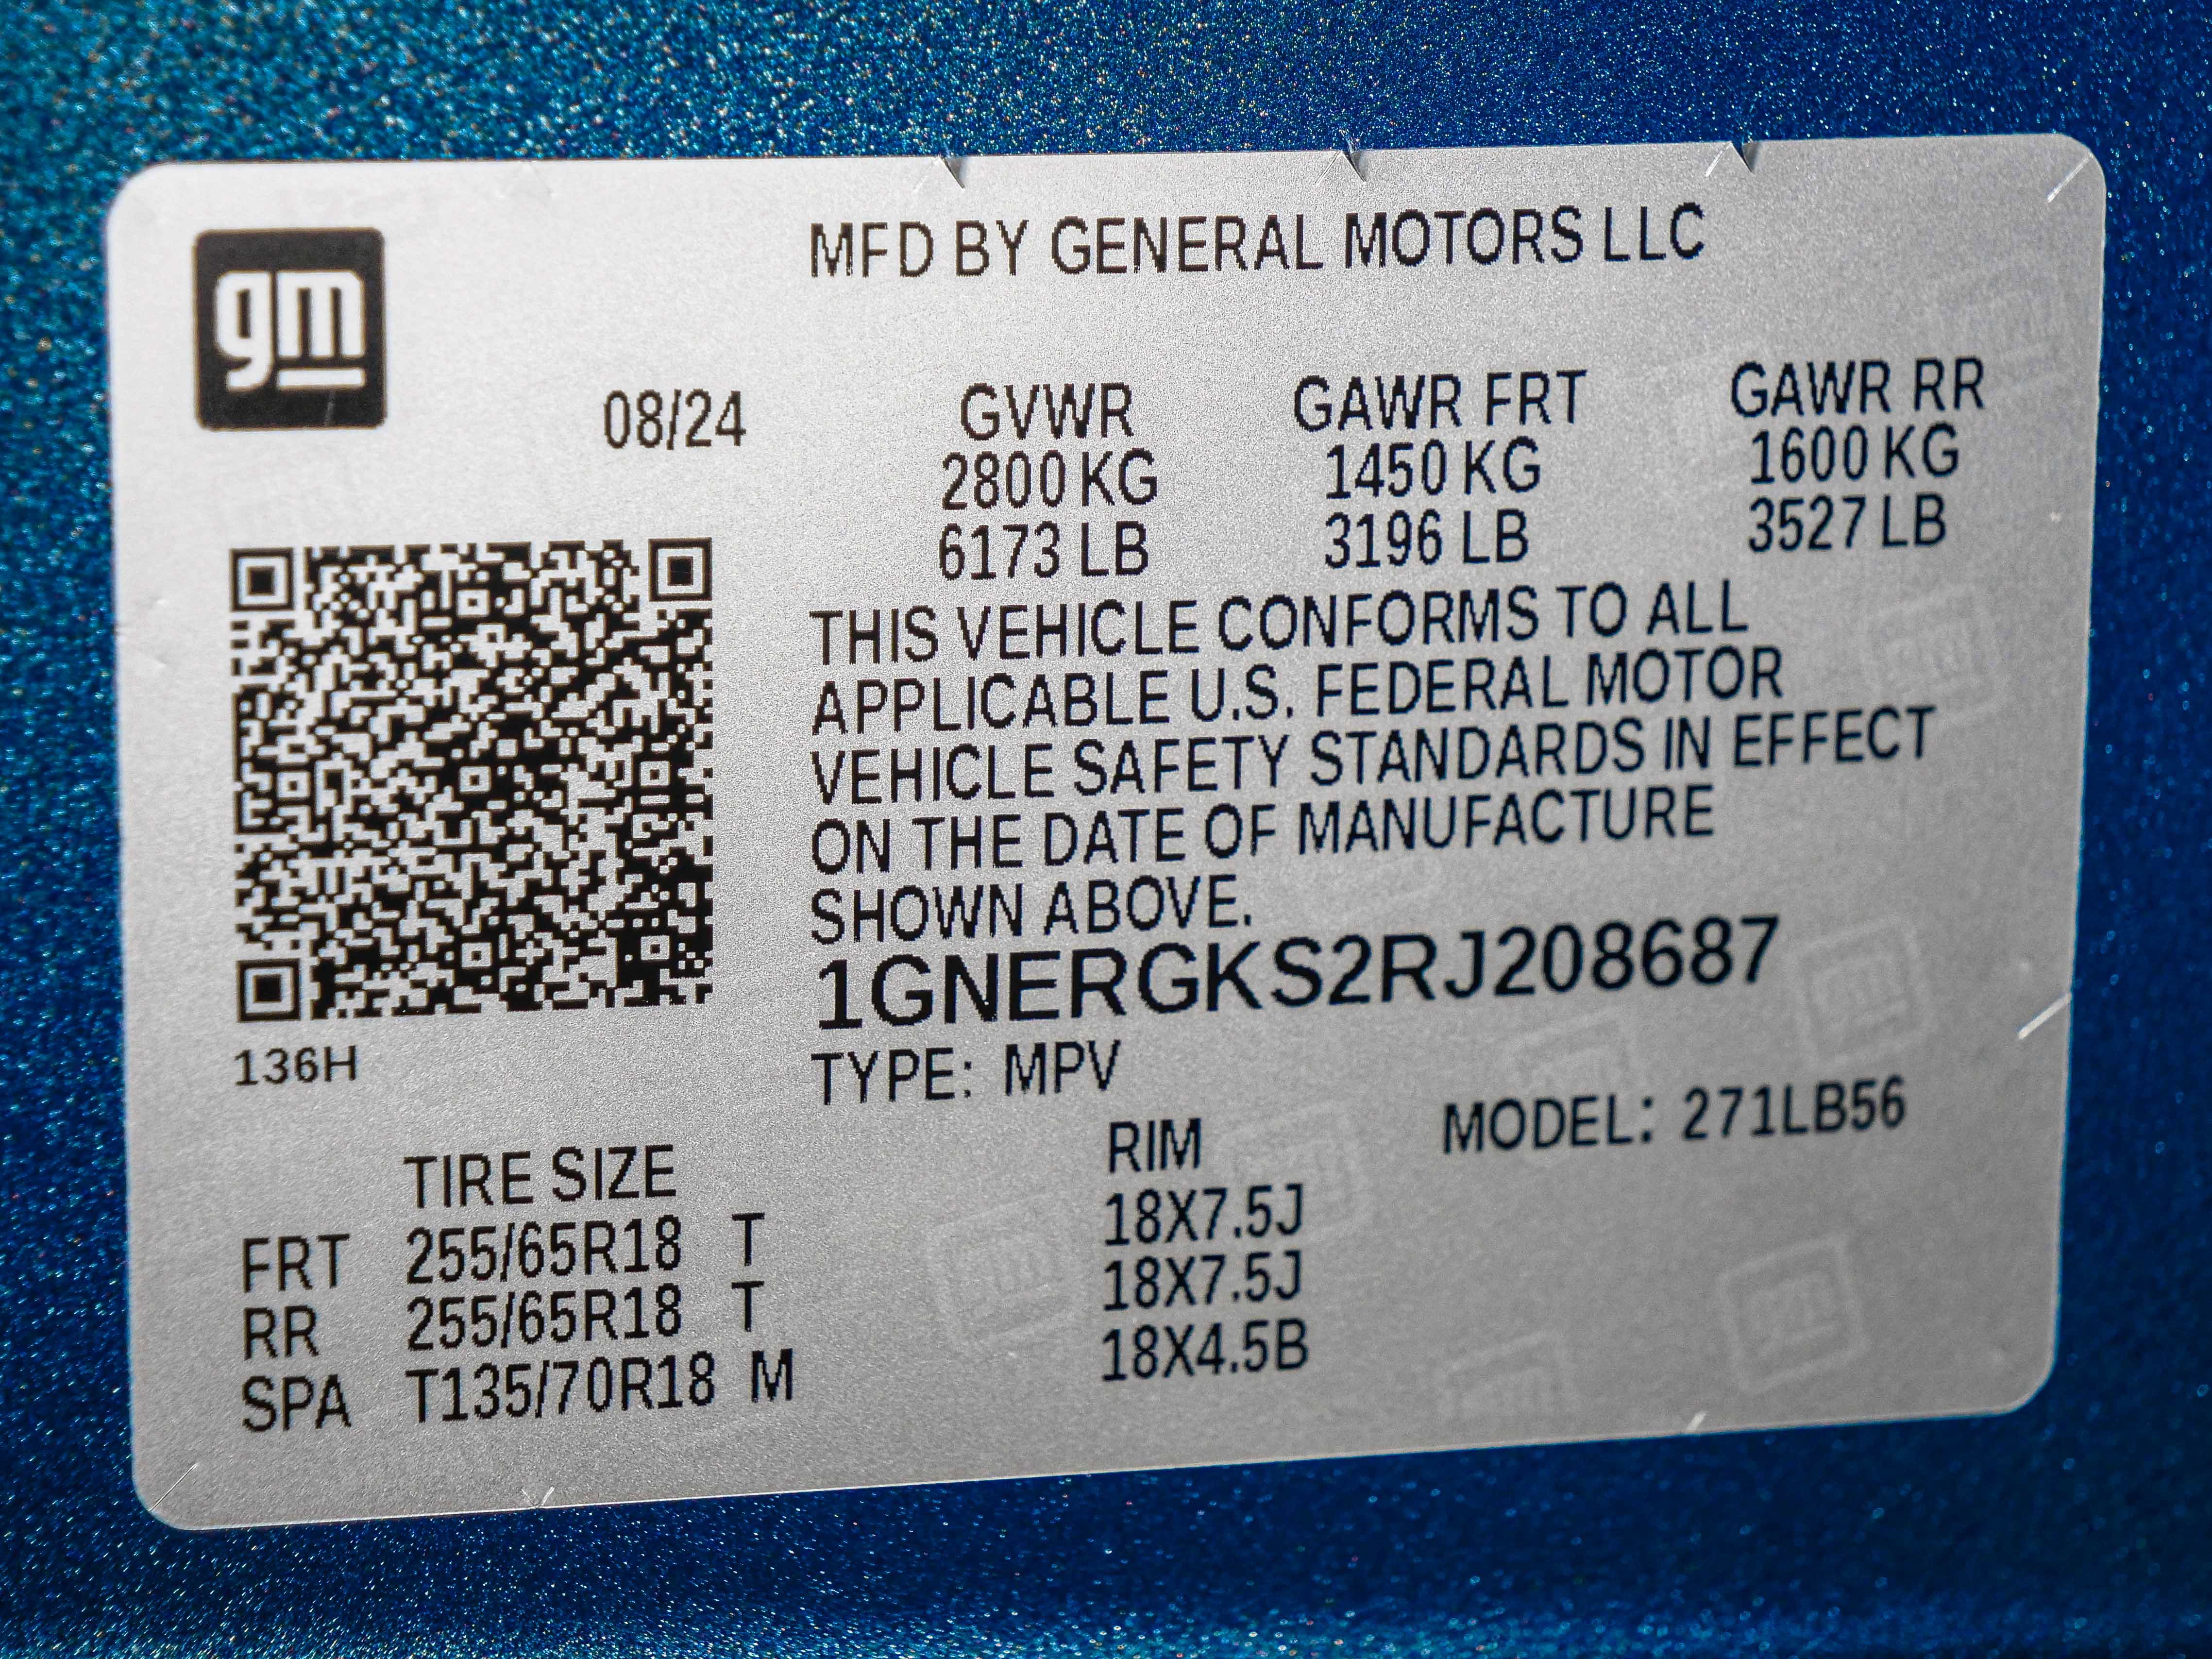 gm
MFD BY GENERAL MOTORS LLC
08/24
GVWR GAWR FRT GAWR RR
2800 KG 1450 KG 1600 KG
6173 LB 3196 LB 3527 LB
THIS VEHICLE CONFORMS TO ALL
APPLICABLE U.S. FEDERAL MOTOR
VEHICLE SAFETY STANDARDS IN EFFECT
ON THE DATE OF MANUFACTURE
SHOWN ABOVE.
1GNERGKS2RJ208687
136H
TYPE: MPV
MODEL: 271LB56
TIRE SIZE RIM
FRT 255/65R18 T 18X7.5J
RR 255/65R18 T 18X7.5J
SPA T135/70R18 M 18X4.5B